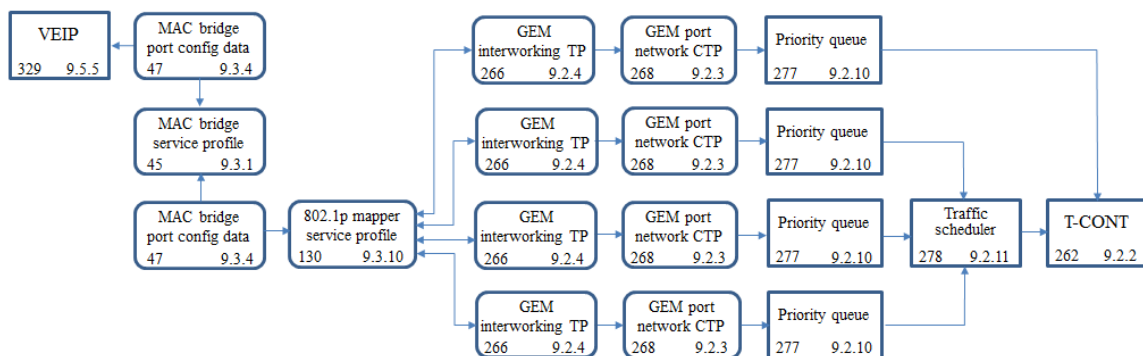 VEIP
329 9.5.5
MAC bridge
port config data
47 9.3.4
MAC bridge
service profile
45 9.3.1
MAC bridge
port config data
47 9.3.4
802.1p mapper
service profile
130 9.3.10
GEM
interworking TP
266 9.2.4
GEM port
network CTP
268 9.2.3
Priority queue
277 9.2.10
GEM
interworking TP
266 9.2.4
GEM port
network CTP
268 9.2.3
Priority queue
277 9.2.10
GEM
interworking TP
266 9.2.4
GEM port
network CTP
268 9.2.3
Priority queue
277 9.2.10
GEM
interworking TP
266 9.2.4
GEM port
network CTP
268 9.2.3
Priority queue
277 9.2.10
Traffic
scheduler
278 9.2.11
T-CONT
262 9.2.2